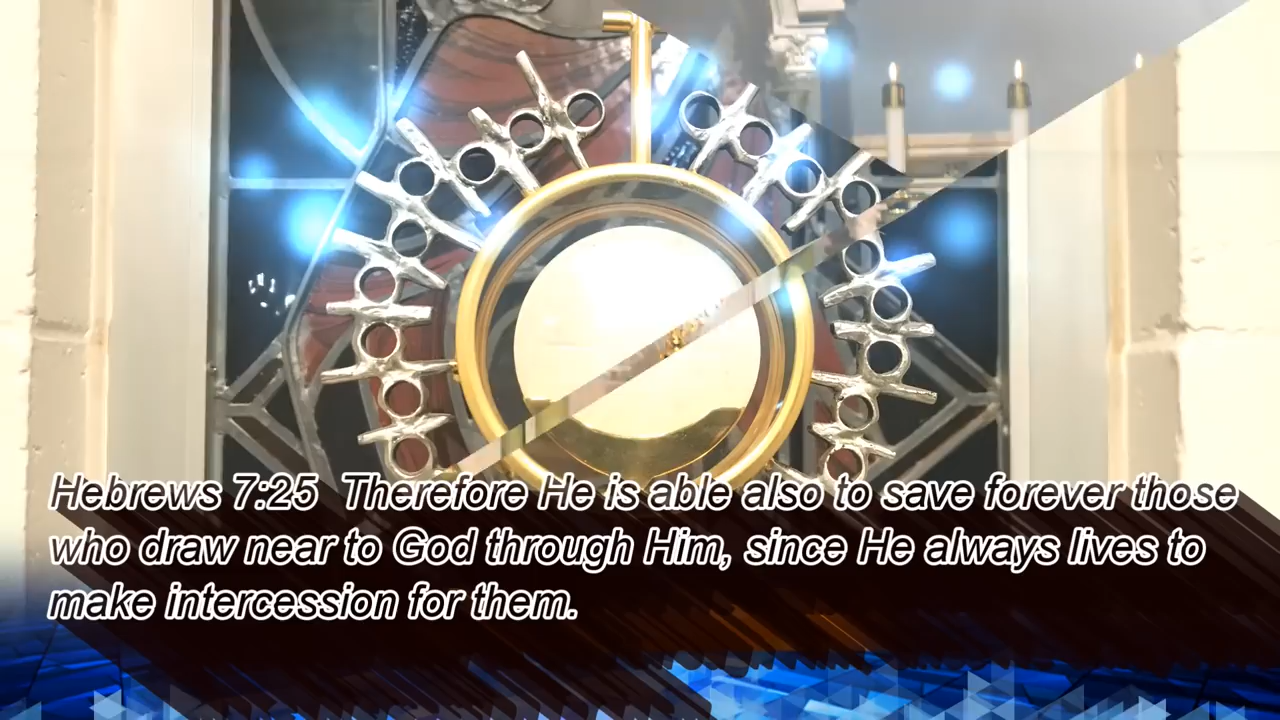 Hebrews 7:25  Therefore He is able also to save forever those
who draw near to God through Him, since He always lives to
make intercession for them.